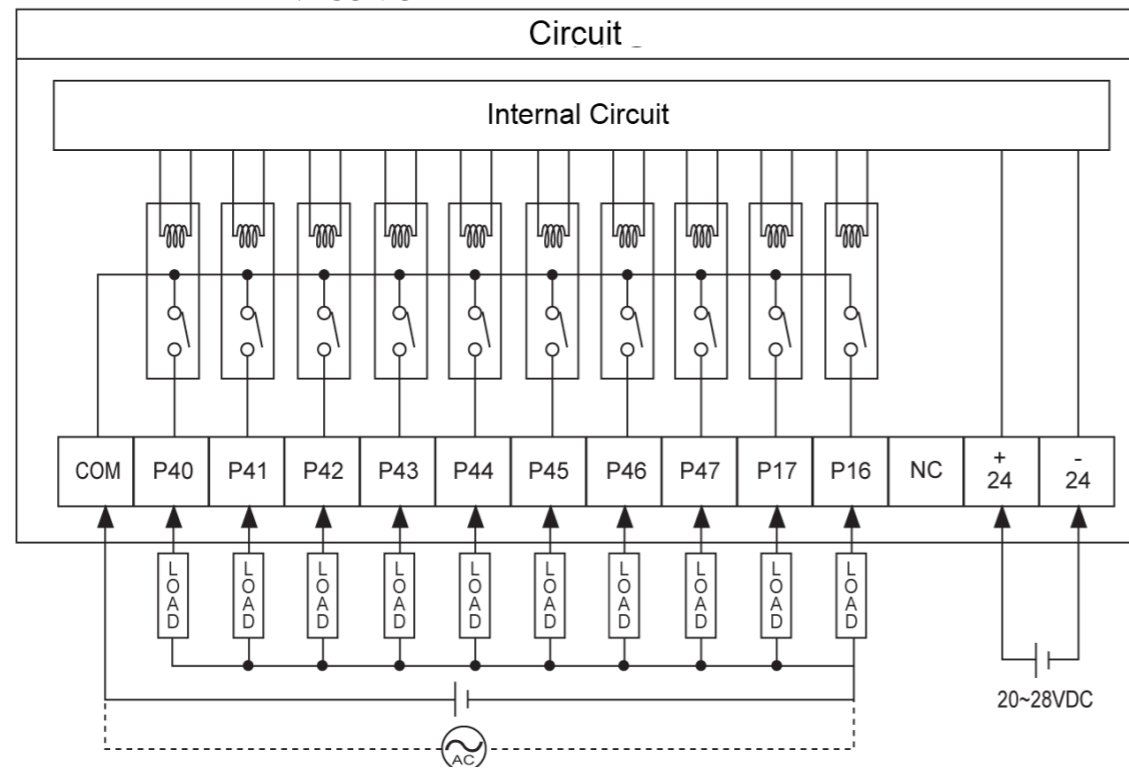 Circuit
Internal Circuit
COM P40 P41 P42 P43 P44 P45 P46 P47 P17 P16 NC + 24 - 24
LOAD LOAD LOAD LOAD LOAD LOAD LOAD LOAD LOAD LOAD
20~28VDC
AC